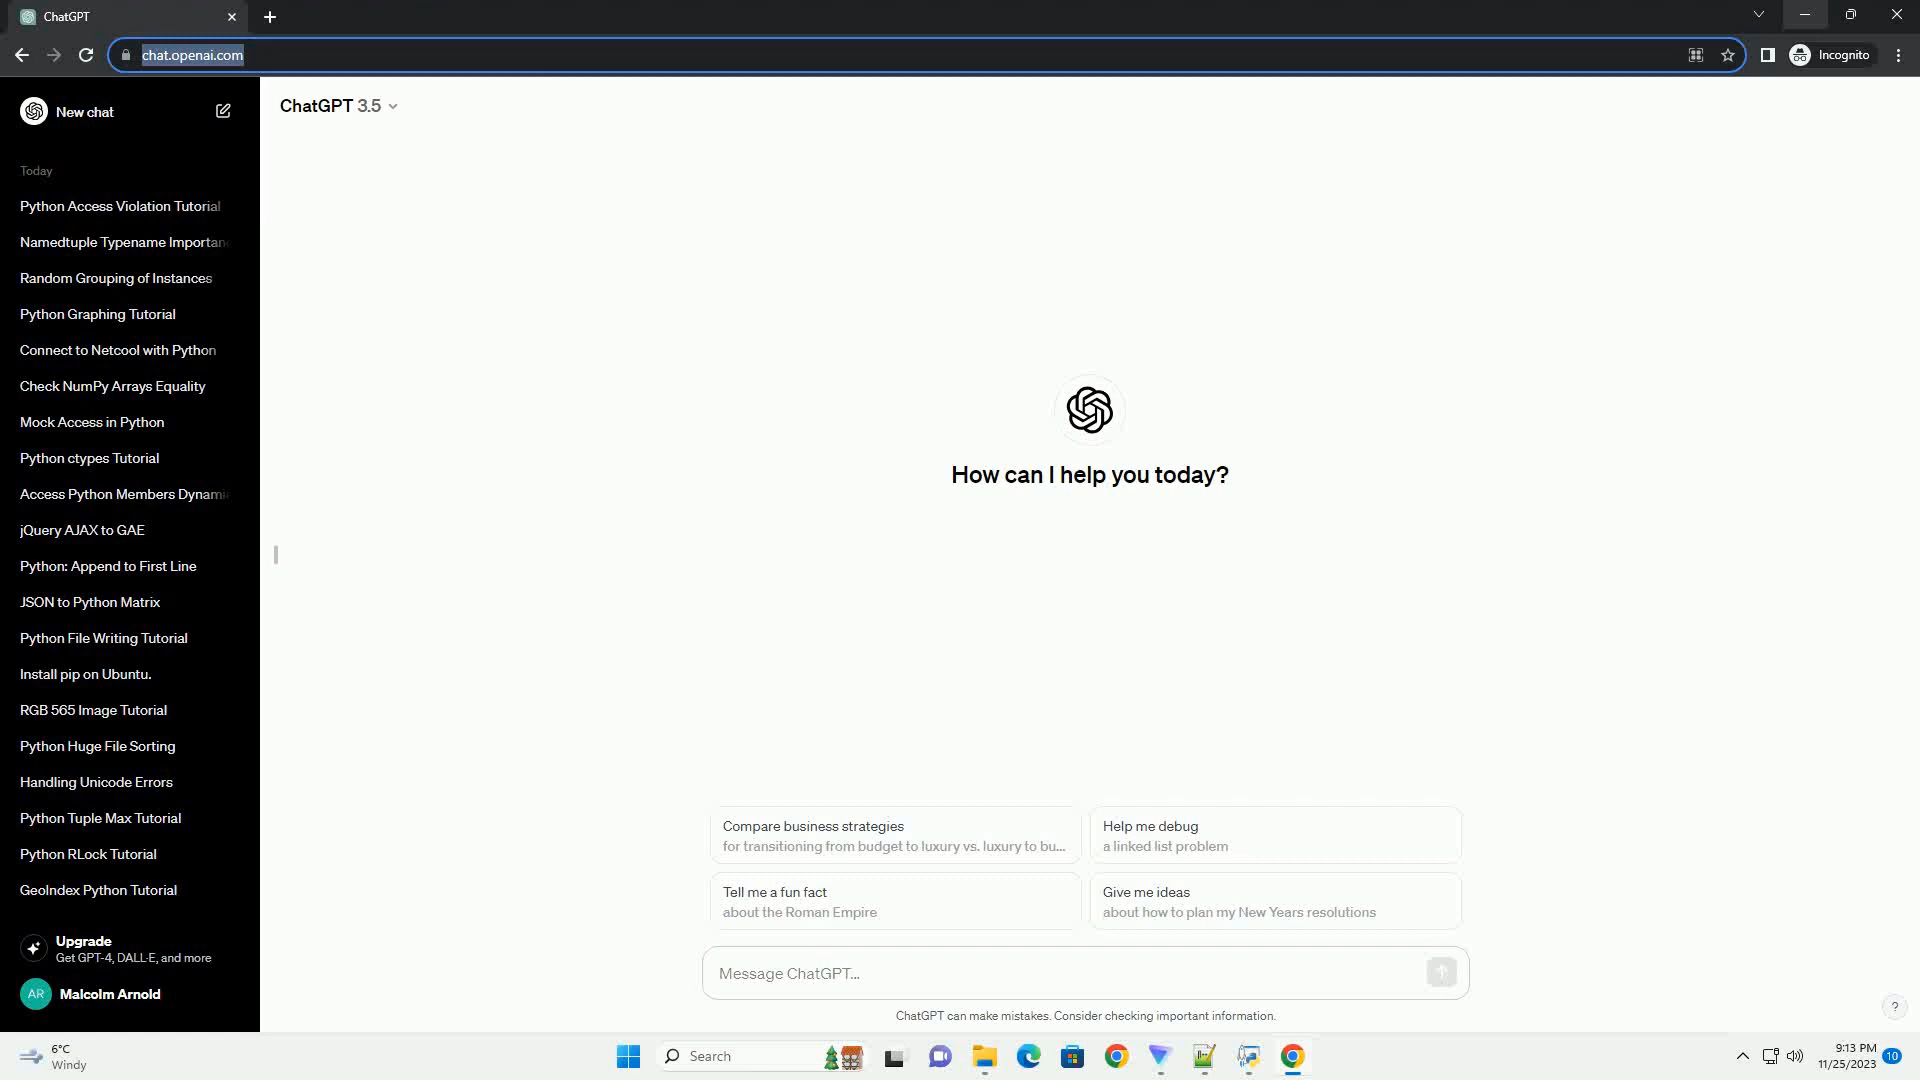 ChatGPT
chat.openai.com
Incognito
New chat
ChatGPT 3.5
Today
Python Access Violation Tutorial
Namedtuple Typename Importan
Random Grouping of Instances
Python Graphing Tutorial
Connect to Netcool with Python
Check NumPy Arrays Equality
Mock Access in Python
Python ctypes Tutorial
Access Python Members Dynami
jQuery AJAX to GAE
Python: Append to First Line
JSON to Python Matrix
Python File Writing Tutorial
Install pip on Ubuntu.
RGB 565 Image Tutorial
Python Huge File Sorting
Handling Unicode Errors
Python Tuple Max Tutorial
Python RLock Tutorial
GeoIndex Python Tutorial
Upgrade
Get GPT-4, DALL·E, and more
AR
Malcolm Arnold
How can I help you today?
Compare business strategies
for transitioning from budget to luxury vs. luxury to bu...
Help me debug
a linked list problem
Tell me a fun fact
about the Roman Empire
Give me ideas
about how to plan my New Years resolutions
Message ChatGPT...
ChatGPT can make mistakes. Consider checking important information.
?
6°C
Windy
Search
9:13 PM
11/25/2023
10